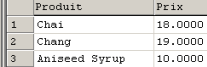 Produit Prix
1 Chai 18.0000
2 Chang 19.0000
3 Aniseed Syrup 10.0000